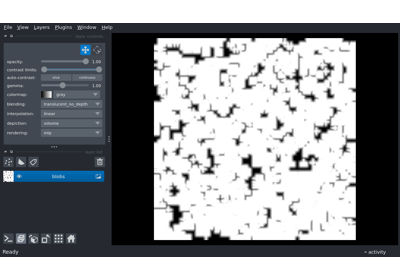 File View Layers Plugins Window Help
opacity: 1.00
contrast limits:
auto-contrast: once continuous
gamma: 1.00
colormap: gray
blending: translucent_no_depth
interpolation: linear
depiction: volume
rendering: mip
blobs
Ready activity